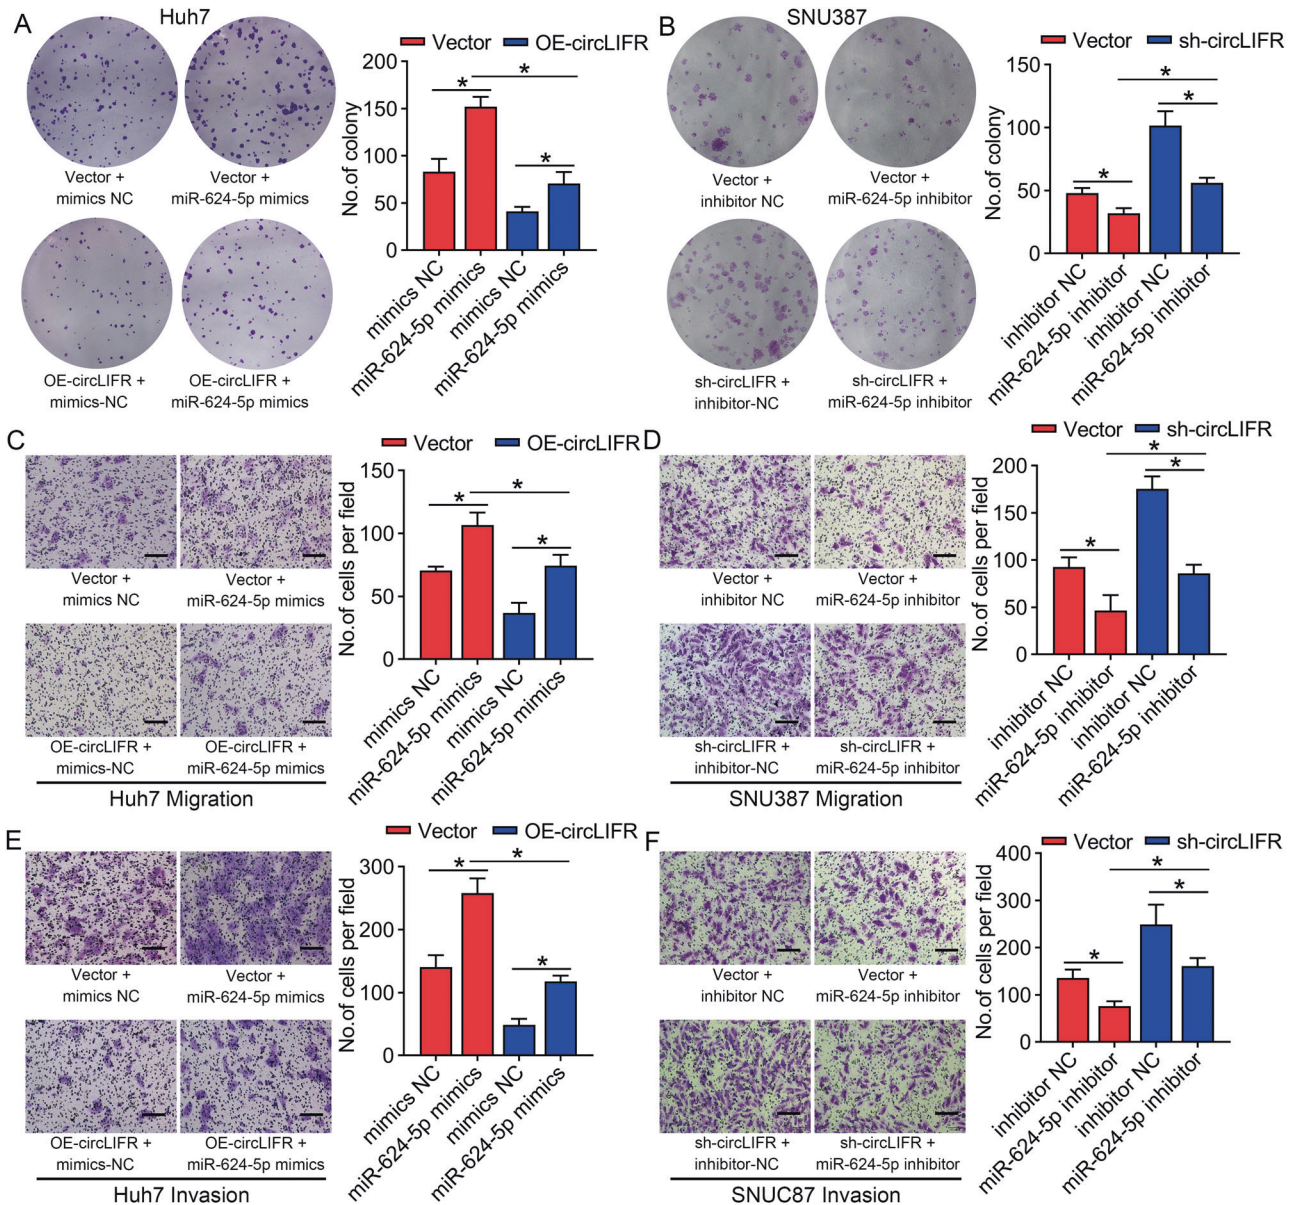 A
Huh7
Vector +
mimics NC
Vector +
miR-624-5p mimics
OE-circLIFR +
mimics-NC
OE-circLIFR +
miR-624-5p mimics
Vector
OE-circLIFR
No.of colony
200
150
100
50
0
*
*
*
mimics NC
miR-624-5p mimics
mimics NC
miR-624-5p mimics
B
SNU387
Vector +
inhibitor NC
Vector +
miR-624-5p inhibitor
sh-circLIFR +
inhibitor-NC
sh-circLIFR +
miR-624-5p inhibitor
Vector
sh-circLIFR
No.of colony
150
100
50
0
*
*
*
inhibitor NC
miR-624-5p inhibitor
inhibitor NC
miR-624-5p inhibitor
C
Vector +
mimics NC
Vector +
miR-624-5p mimics
OE-circLIFR +
mimics-NC
OE-circLIFR +
miR-624-5p mimics
Huh7 Migration
Vector
OE-circLIFR
No.of cells per field
150
100
50
0
*
*
*
mimics NC
miR-624-5p mimics
mimics NC
miR-624-5p mimics
D
Vector +
inhibitor NC
Vector +
miR-624-5p inhibitor
sh-circLIFR +
inhibitor-NC
sh-circLIFR +
miR-624-5p inhibitor
SNU387 Migration
Vector
sh-circLIFR
No.of cells per field
200
150
100
50
0
*
*
*
inhibitor NC
miR-624-5p inhibitor
inhibitor NC
miR-624-5p inhibitor
E
Vector +
mimics NC
Vector +
miR-624-5p mimics
OE-circLIFR +
mimics-NC
OE-circLIFR +
miR-624-5p mimics
Huh7 Invasion
Vector
OE-circLIFR
No.of cells per field
300
200
100
0
*
*
*
mimics NC
miR-624-5p mimics
mimics NC
miR-624-5p mimics
F
Vector +
inhibitor NC
Vector +
miR-624-5p inhibitor
sh-circLIFR +
inhibitor-NC
sh-circLIFR +
miR-624-5p inhibitor
SNUC87 Invasion
Vector
sh-circLIFR
No.of cells per field
400
300
200
100
0
*
*
*
inhibitor NC
miR-624-5p inhibitor
inhibitor NC
miR-624-5p inhibitor